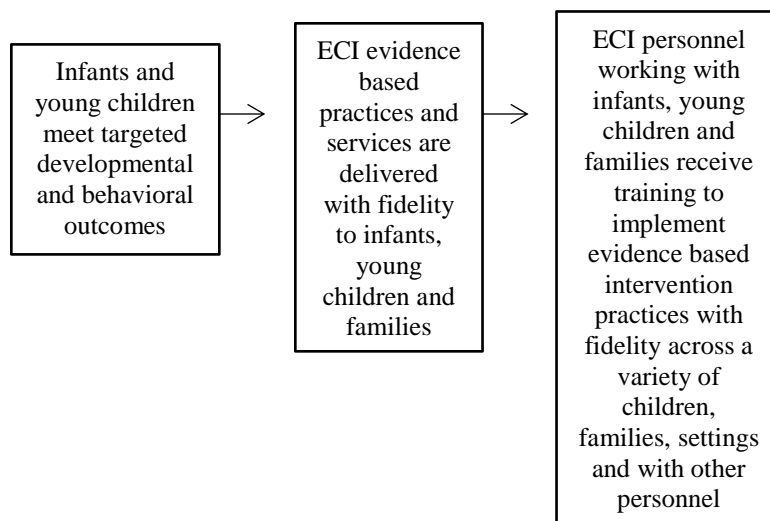 Infants and
young children
meet targeted
developmental
and behavioral
outcomes
ECI evidence
based
practices and
services are
delivered
with fidelity
to infants,
young
children and
families
ECI personnel
working with
infants, young
children and
families receive
training to
implement
evidence based
intervention
practices with
fidelity across a
variety of
children,
families, settings
and with other
personnel